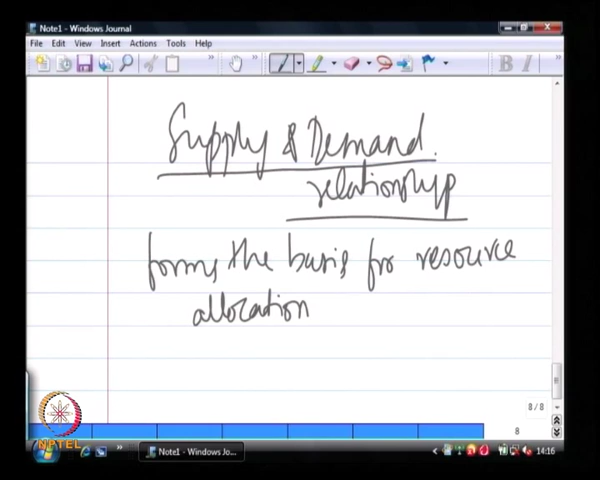 Note1 - Windows Journal
File Edit View Insert Actions Tools Help
B I
Supply & Demand.
relationship
forms the basis for resource
allocation
8 / 8
8
NPTEL
Note1 - Windows Jo...
14:16